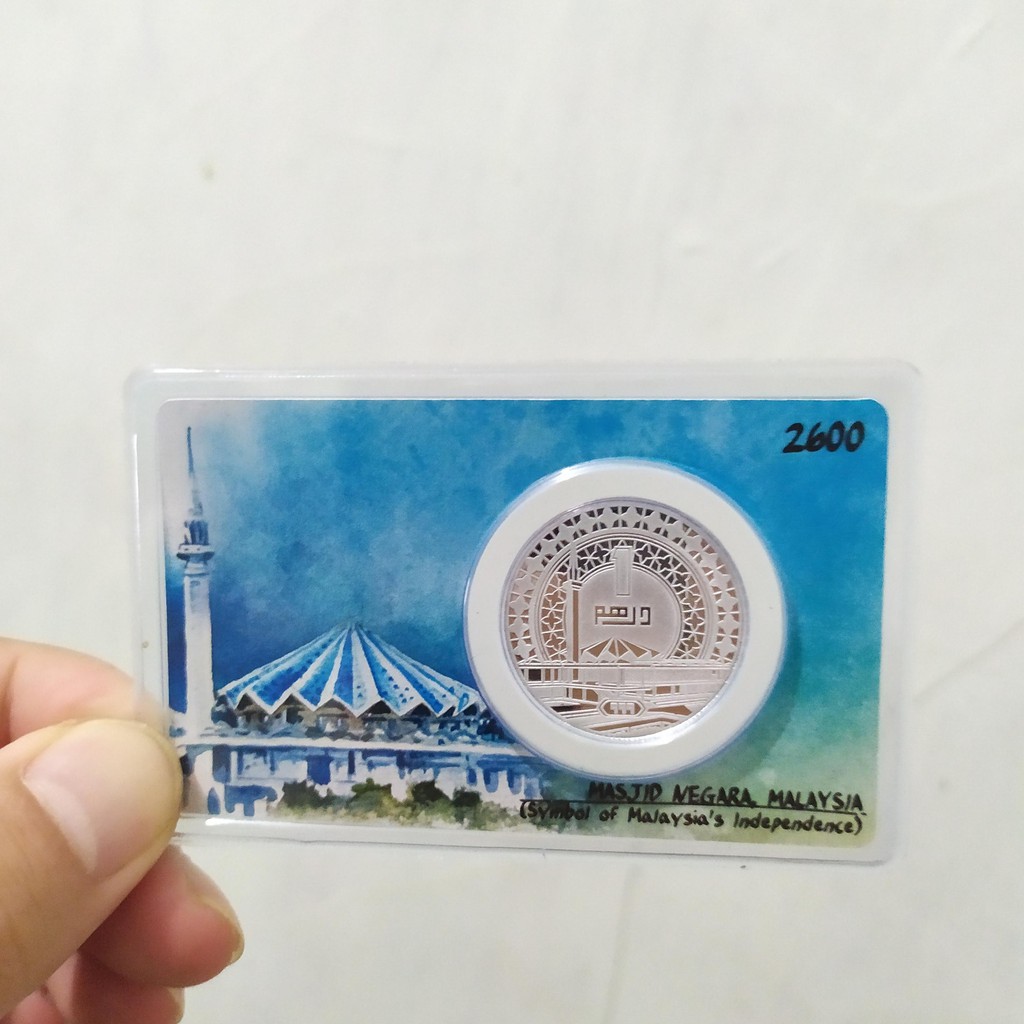 2600
1
درهم
MASJID NEGARA, MALAYSIA
(Symbol of Malaysia's Independence)